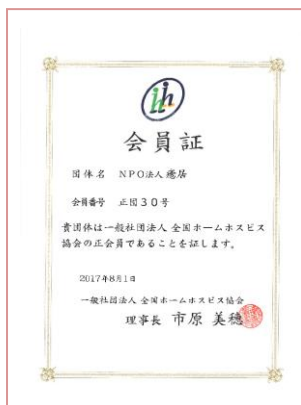 会員証
団体名 NPO法人 癒居
会員番号 正団30号
貴団体は一般社団法人 全国ホームホスピス
協会の正会員であることを証します。
2017年8月1日
一般社団法人 全国ホームホスピス協会
理事長 市原 美穂